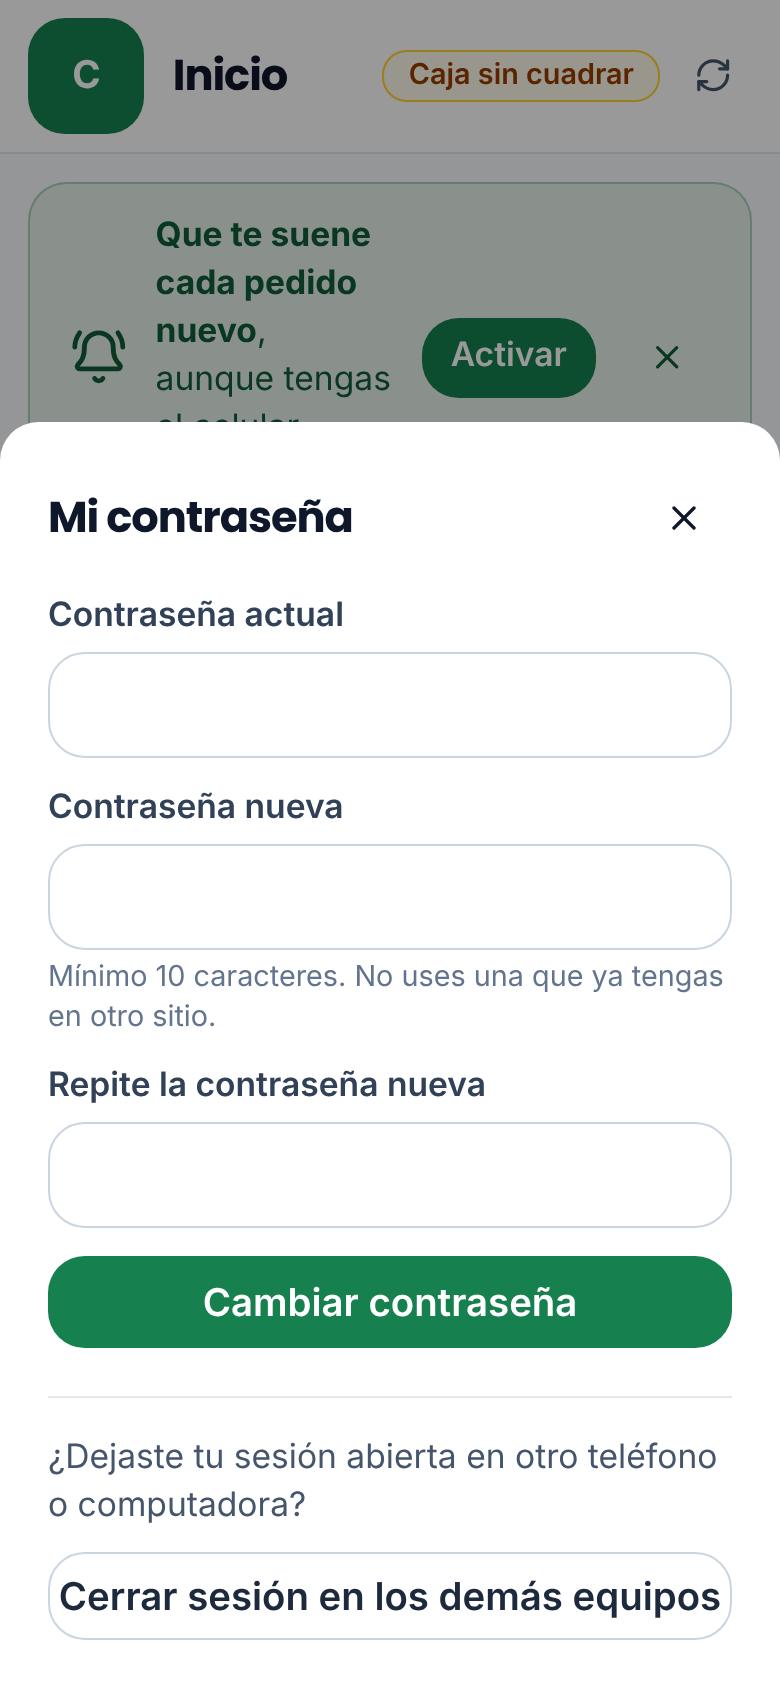 C
Inicio
Caja sin cuadrar
Que te suene
cada pedido
nuevo,
aunque tengas
el celular
Activar
Mi contraseña
Contraseña actual
Contraseña nueva
Mínimo 10 caracteres. No uses una que ya tengas
en otro sitio.
Repite la contraseña nueva
Cambiar contraseña
¿Dejaste tu sesión abierta en otro teléfono
o computadora?
Cerrar sesión en los demás equipos